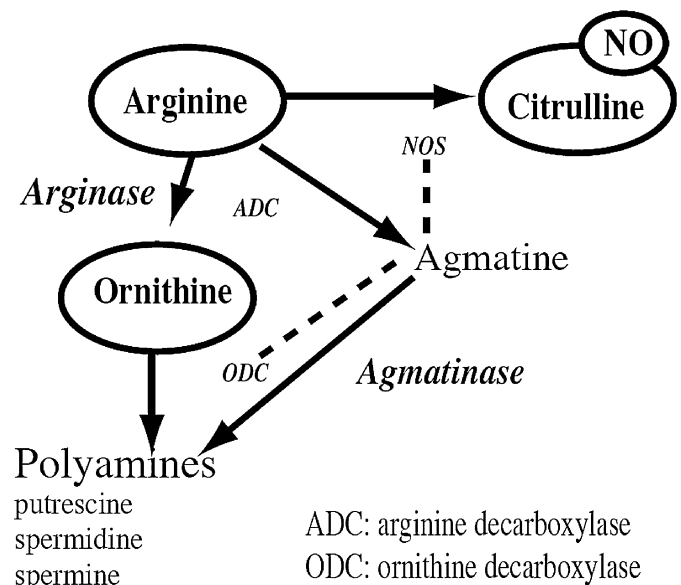 NO
Arginine
Citrulline
NOS
Arginase
ADC
Agmatine
Ornithine
ODC
Agmatinase
Polyamines
putrescine
spermidine
spermine
ADC: arginine decarboxylase
ODC: ornithine decarboxylase